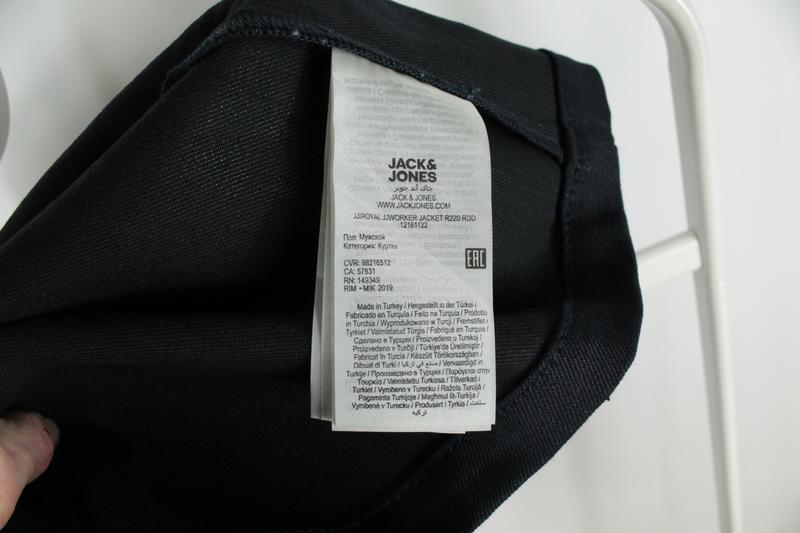 JACK&
JONES
جاك أند جونز
JACK & JONES
WWW.JACKJONES.COM
JJIROYAL JJWORKER JACKET R220 RDD
12161122
Пол: Мужской
Категория: Куртка
EAC
CVR: 88216512
CA: 57831
RN: 149349
RIM - MIK 2019
Made in Turkey / Hergestellt in der Türkei /
Fabricado en Turquía / Feito na Turquia / Prodotto
in Turchia / Wyprodukowano w Turcji / Fremstillet i
Tyrkiet / Valmistatud Türgis / Fabriqué en Turquie /
Сделано в Турции / Proizvedeno u Turskoj /
Proizvedeno v Turčiji / Türkiye'de Üretilmiştir /
Fabricat în Turcia / Készült Törökországban /
Dibuat di Turki / صنع في تركيا / Vervaardigd in
Turkije / Произведено в Турция / Παράγεται στην
Τουρκία / Valmistettu Turkissa / Tillverkad i
Turkiet / Vyrobeno v Turecku / Ražots Turcijā /
Pagaminta Turkijoje / Maghmul fit-Turkija /
Vyrobené v Turecku / Produsert i Tyrkia / ساخت
ترکیه